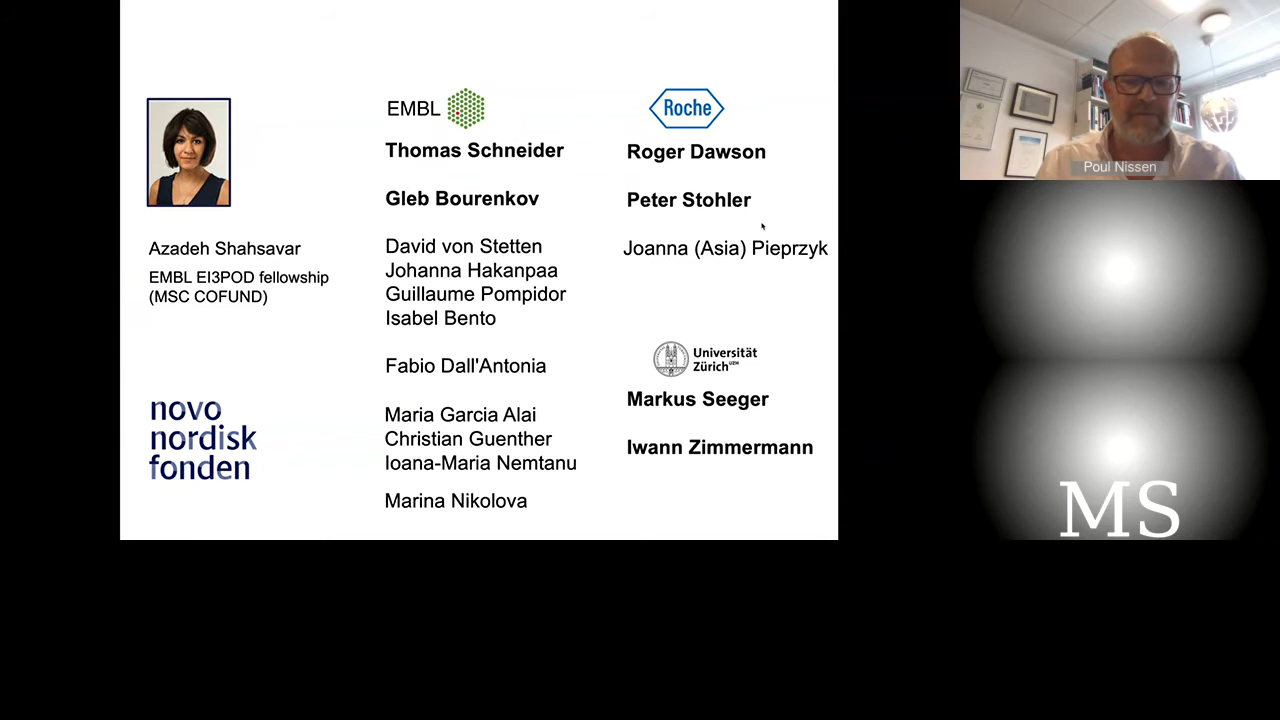 Azadeh Shahsavar
EMBL EI3POD fellowship
(MSC COFUND)
novo
nordisk
fonden
EMBL
Thomas Schneider
Gleb Bourenkov
David von Stetten
Johanna Hakanpaa
Guillaume Pompidor
Isabel Bento
Fabio Dall'Antonia
Maria Garcia Alai
Christian Guenther
Ioana-Maria Nemtanu
Marina Nikolova
Roche
Roger Dawson
Peter Stohler
Joanna (Asia) Pieprzyk
Universität
Zürich UZH
Markus Seeger
Iwann Zimmermann
Poul Nissen
MS